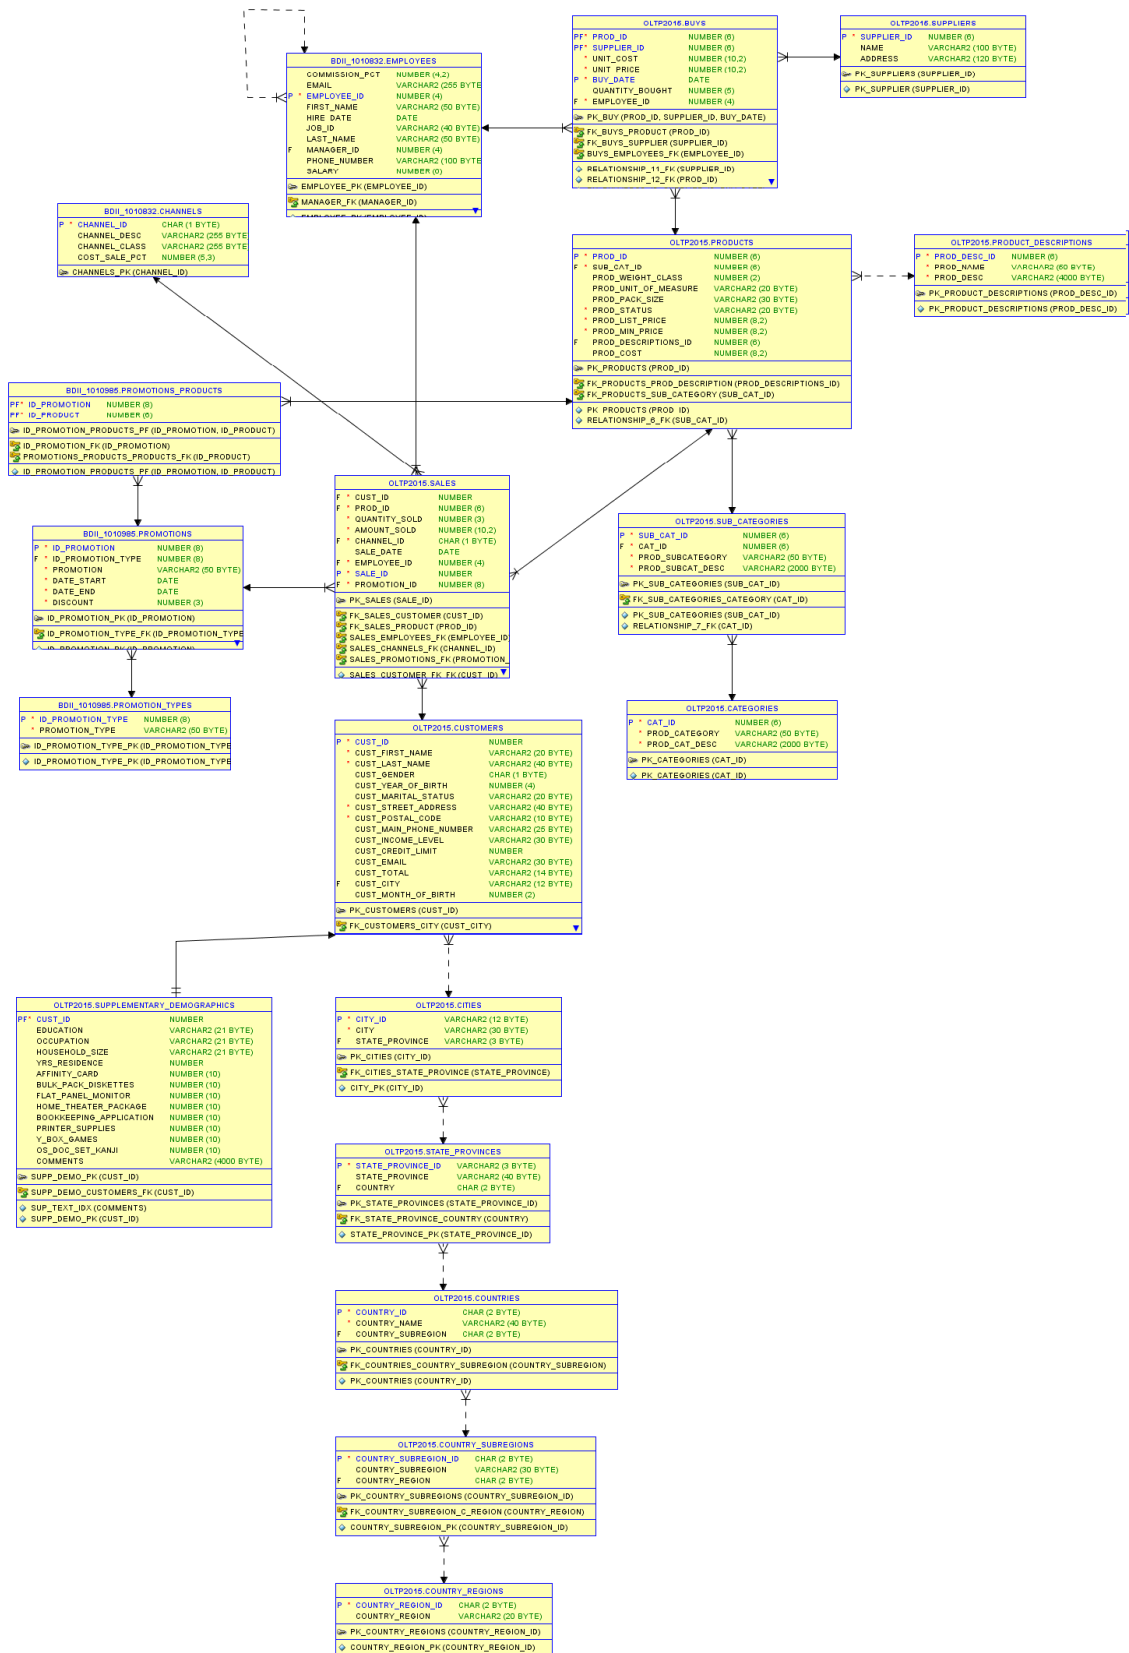 OLTP2015.BUYS
PF* PROD_ID NUMBER (6)
PF* SUPPLIER_ID NUMBER (6)
* UNIT_COST NUMBER (10,2)
* UNIT_PRICE NUMBER (10,2)
P * BUY_DATE DATE
QUANTITY_BOUGHT NUMBER (5)
F * EMPLOYEE_ID NUMBER (4)
PK_BUY (PROD_ID, SUPPLIER_ID, BUY_DATE)
FK_BUYS_PRODUCT (PROD_ID)
FK_BUYS_SUPPLIER (SUPPLIER_ID)
BUYS_EMPLOYEES_FK (EMPLOYEE_ID)
RELATIONSHIP_11_FK (SUPPLIER_ID)
RELATIONSHIP_12_FK (PROD_ID)
OLTP2015.SUPPLIERS
P * SUPPLIER_ID NUMBER (6)
NAME VARCHAR2 (100 BYTE)
ADDRESS VARCHAR2 (120 BYTE)
PK_SUPPLIERS (SUPPLIER_ID)
PK_SUPPLIER (SUPPLIER_ID)
BDII_1010832.EMPLOYEES
COMMISSION_PCT NUMBER (4,2)
EMAIL VARCHAR2 (255 BYTE
P * EMPLOYEE_ID NUMBER (4)
FIRST_NAME VARCHAR2 (50 BYTE)
HIRE_DATE DATE
JOB_ID VARCHAR2 (40 BYTE)
LAST_NAME VARCHAR2 (50 BYTE)
F MANAGER_ID NUMBER (4)
PHONE_NUMBER VARCHAR2 (100 BYTE
SALARY NUMBER (6)
EMPLOYEE_PK (EMPLOYEE_ID)
MANAGER_FK (MANAGER_ID)
EMPLOYEE_PK (EMPLOYEE_ID)
BDII_1010832.CHANNELS
P * CHANNEL_ID CHAR (1 BYTE)
CHANNEL_DESC VARCHAR2 (255 BYTE
CHANNEL_CLASS VARCHAR2 (255 BYTE
COST_SALE_PCT NUMBER (5,3)
CHANNELS_PK (CHANNEL_ID)
OLTP2015.PRODUCTS
P * PROD_ID NUMBER (6)
F * SUB_CAT_ID NUMBER (6)
PROD_WEIGHT_CLASS NUMBER (2)
PROD_UNIT_OF_MEASURE VARCHAR2 (20 BYTE)
PROD_PACK_SIZE VARCHAR2 (30 BYTE)
* PROD_STATUS VARCHAR2 (20 BYTE)
* PROD_LIST_PRICE NUMBER (8,2)
* PROD_MIN_PRICE NUMBER (8,2)
F PROD_DESCRIPTIONS_ID NUMBER (6)
PROD_COST NUMBER (8,2)
PK_PRODUCTS (PROD_ID)
FK_PRODUCTS_PROD_DESCRIPTION (PROD_DESCRIPTIONS_ID)
FK_PRODUCTS_SUB_CATEGORY (SUB_CAT_ID)
PK_PRODUCTS (PROD_ID)
RELATIONSHIP_6_FK (SUB_CAT_ID)
OLTP2015.PRODUCT_DESCRIPTIONS
P * PROD_DESC_ID NUMBER (6)
* PROD_NAME VARCHAR2 (60 BYTE)
* PROD_DESC VARCHAR2 (4000 BYTE)
PK_PRODUCT_DESCRIPTIONS (PROD_DESC_ID)
PK_PRODUCT_DESCRIPTIONS (PROD_DESC_ID)
BDII_1010985.PROMOTIONS_PRODUCTS
PF* ID_PROMOTION NUMBER (8)
PF* ID_PRODUCT NUMBER (6)
ID_PROMOTION_PRODUCTS_PF (ID_PROMOTION, ID_PRODUCT)
ID_PROMOTION_FK (ID_PROMOTION)
PROMOTIONS_PRODUCTS_PRODUCTS_FK (ID_PRODUCT)
ID_PROMOTION_PRODUCTS_PF (ID_PROMOTION, ID_PRODUCT)
OLTP2015.SALES
F * CUST_ID NUMBER
F * PROD_ID NUMBER (6)
* QUANTITY_SOLD NUMBER (3)
* AMOUNT_SOLD NUMBER (10,2)
F * CHANNEL_ID CHAR (1 BYTE)
SALE_DATE DATE
F * EMPLOYEE_ID NUMBER (4)
P * SALE_ID NUMBER
F * PROMOTION_ID NUMBER (8)
PK_SALES (SALE_ID)
FK_SALES_CUSTOMER (CUST_ID)
FK_SALES_PRODUCT (PROD_ID)
SALES_EMPLOYEES_FK (EMPLOYEE_ID
SALES_CHANNELS_FK (CHANNEL_ID)
SALES_PROMOTIONS_FK (PROMOTION_
SALES_CUSTOMER_FK_FK (CUST_ID)
BDII_1010985.PROMOTIONS
P * ID_PROMOTION NUMBER (8)
F * ID_PROMOTION_TYPE NUMBER (8)
* PROMOTION VARCHAR2 (50 BYTE)
* DATE_START DATE
* DATE_END DATE
* DISCOUNT NUMBER (3)
ID_PROMOTION_PK (ID_PROMOTION)
ID_PROMOTION_TYPE_FK (ID_PROMOTION_TYPE
ID_PROMOTION_PK (ID_PROMOTION)
OLTP2015.SUB_CATEGORIES
P * SUB_CAT_ID NUMBER (6)
F * CAT_ID NUMBER (6)
* PROD_SUBCATEGORY VARCHAR2 (50 BYTE)
* PROD_SUBCAT_DESC VARCHAR2 (2000 BYTE)
PK_SUB_CATEGORIES (SUB_CAT_ID)
FK_SUB_CATEGORIES_CATEGORY (CAT_ID)
PK_SUB_CATEGORIES (SUB_CAT_ID)
RELATIONSHIP_7_FK (CAT_ID)
BDII_1010985.PROMOTION_TYPES
P * ID_PROMOTION_TYPE NUMBER (8)
* PROMOTION_TYPE VARCHAR2 (50 BYTE)
ID_PROMOTION_TYPE_PK (ID_PROMOTION_TYPE
ID_PROMOTION_TYPE_PK (ID_PROMOTION_TYPE
OLTP2015.CATEGORIES
P * CAT_ID NUMBER (6)
* PROD_CATEGORY VARCHAR2 (50 BYTE)
* PROD_CAT_DESC VARCHAR2 (2000 BYTE)
PK_CATEGORIES (CAT_ID)
PK_CATEGORIES (CAT_ID)
OLTP2015.CUSTOMERS
P * CUST_ID NUMBER
* CUST_FIRST_NAME VARCHAR2 (20 BYTE)
* CUST_LAST_NAME VARCHAR2 (40 BYTE)
CUST_GENDER CHAR (1 BYTE)
CUST_YEAR_OF_BIRTH NUMBER (4)
CUST_MARITAL_STATUS VARCHAR2 (20 BYTE)
* CUST_STREET_ADDRESS VARCHAR2 (40 BYTE)
* CUST_POSTAL_CODE VARCHAR2 (10 BYTE)
CUST_MAIN_PHONE_NUMBER VARCHAR2 (25 BYTE)
CUST_INCOME_LEVEL VARCHAR2 (30 BYTE)
CUST_CREDIT_LIMIT NUMBER
CUST_EMAIL VARCHAR2 (30 BYTE)
CUST_TOTAL VARCHAR2 (14 BYTE)
F CUST_CITY VARCHAR2 (12 BYTE)
CUST_MONTH_OF_BIRTH NUMBER (2)
PK_CUSTOMERS (CUST_ID)
FK_CUSTOMERS_CITY (CUST_CITY)
OLTP2015.SUPPLEMENTARY_DEMOGRAPHICS
PF* CUST_ID NUMBER
EDUCATION VARCHAR2 (21 BYTE)
OCCUPATION VARCHAR2 (21 BYTE)
HOUSEHOLD_SIZE VARCHAR2 (21 BYTE)
YRS_RESIDENCE NUMBER
AFFINITY_CARD NUMBER (10)
BULK_PACK_DISKETTES NUMBER (10)
FLAT_PANEL_MONITOR NUMBER (10)
HOME_THEATER_PACKAGE NUMBER (10)
BOOKKEEPING_APPLICATION NUMBER (10)
PRINTER_SUPPLIES NUMBER (10)
Y_BOX_GAMES NUMBER (10)
OS_DOC_SET_KANJI NUMBER (10)
COMMENTS VARCHAR2 (4000 BYTE)
SUPP_DEMO_PK (CUST_ID)
SUPP_DEMO_CUSTOMERS_FK (CUST_ID)
SUP_TEXT_IDX (COMMENTS)
SUPP_DEMO_PK (CUST_ID)
OLTP2015.CITIES
P * CITY_ID VARCHAR2 (12 BYTE)
* CITY VARCHAR2 (30 BYTE)
F STATE_PROVINCE VARCHAR2 (3 BYTE)
PK_CITIES (CITY_ID)
FK_CITIES_STATE_PROVINCE (STATE_PROVINCE)
CITY_PK (CITY_ID)
OLTP2015.STATE_PROVINCES
P * STATE_PROVINCE_ID VARCHAR2 (3 BYTE)
STATE_PROVINCE VARCHAR2 (40 BYTE)
F COUNTRY CHAR (2 BYTE)
PK_STATE_PROVINCES (STATE_PROVINCE_ID)
FK_STATE_PROVINCE_COUNTRY (COUNTRY)
STATE_PROVINCE_PK (STATE_PROVINCE_ID)
OLTP2015.COUNTRIES
P * COUNTRY_ID CHAR (2 BYTE)
* COUNTRY_NAME VARCHAR2 (40 BYTE)
F COUNTRY_SUBREGION CHAR (2 BYTE)
PK_COUNTRIES (COUNTRY_ID)
FK_COUNTRIES_COUNTRY_SUBREGION (COUNTRY_SUBREGION)
PK_COUNTRIES (COUNTRY_ID)
OLTP2015.COUNTRY_SUBREGIONS
P * COUNTRY_SUBREGION_ID CHAR (2 BYTE)
COUNTRY_SUBREGION VARCHAR2 (30 BYTE)
F COUNTRY_REGION CHAR (2 BYTE)
PK_COUNTRY_SUBREGIONS (COUNTRY_SUBREGION_ID)
FK_COUNTRY_SUBREGION_C_REGION (COUNTRY_REGION)
COUNTRY_SUBREGION_PK (COUNTRY_SUBREGION_ID)
OLTP2015.COUNTRY_REGIONS
P * COUNTRY_REGION_ID CHAR (2 BYTE)
COUNTRY_REGION VARCHAR2 (20 BYTE)
PK_COUNTRY_REGIONS (COUNTRY_REGION_ID)
COUNTRY_REGION_PK (COUNTRY_REGION_ID)